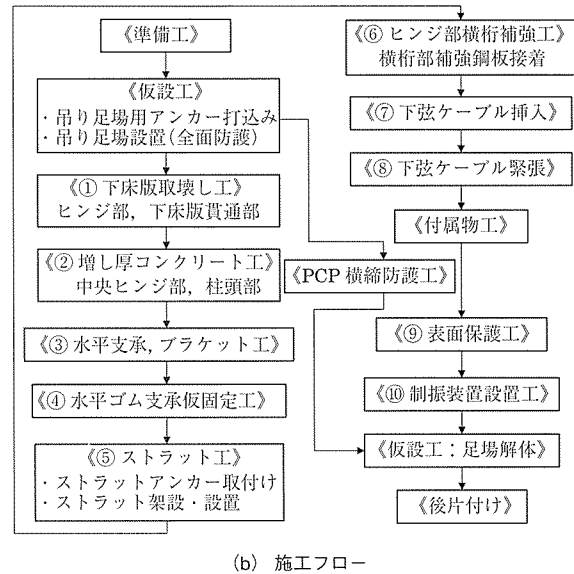 《準備工》
《仮設工》
・吊り足場用アンカー打込み
・吊り足場設置(全面防護)
《① 下床版取壊し工》
ヒンジ部，下床版貫通部
《② 増し厚コンクリート工》
中央ヒンジ部，柱頭部
《③ 水平支承，ブラケット工》
《④ 水平ゴム支承仮固定工》
《⑤ ストラット工》
・ストラットアンカー取付け
・ストラット架設・設置
《⑥ ヒンジ部横桁補強工》
横桁部補強鋼板接着
《⑦ 下弦ケーブル挿入》
《⑧ 下弦ケーブル緊張》
《付属物工》
《PCP 横締防護工》
《⑨ 表面保護工》
《⑩ 制振装置設置工》
《仮設工：足場解体》
《後片付け》
(b) 施工フロー